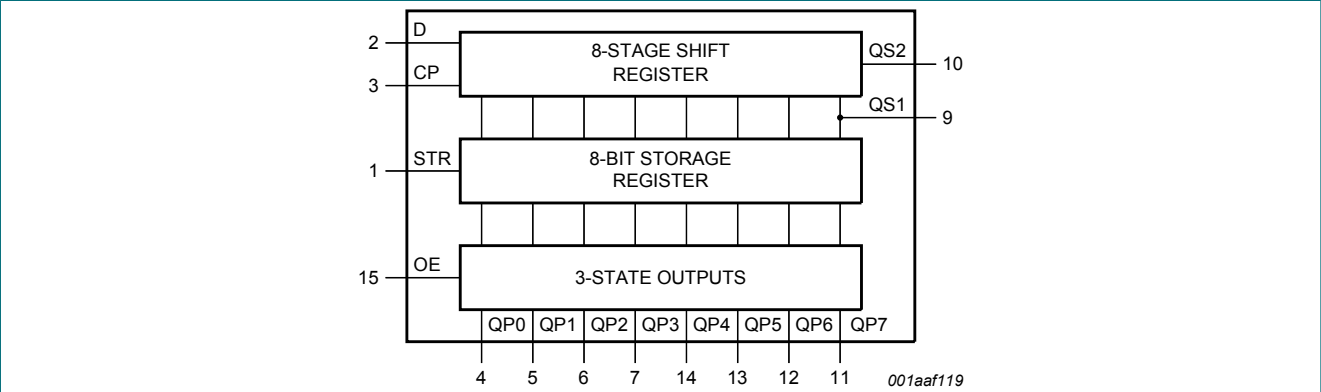 D
2
8-STAGE SHIFT
REGISTER
QS2
10
CP
3
QS1
9
STR
1
8-BIT STORAGE
REGISTER
OE
15
3-STATE OUTPUTS
QP0 QP1 QP2 QP3 QP4 QP5 QP6 QP7
4 5 6 7 14 13 12 11
001aaf119